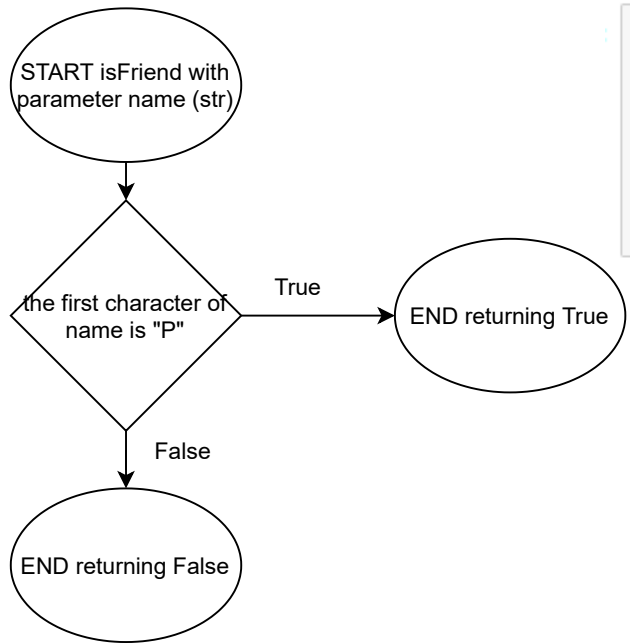 START isFriend with
parameter name (str)
the first character of
name is "P"
True
END returning True
False
END returning False